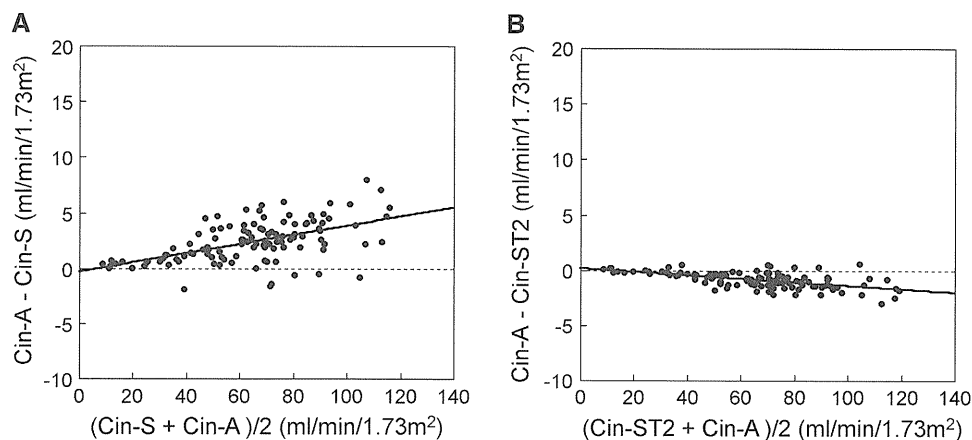 A
20
15
10
5
0
-5
-10
Cin-A - Cin-S (ml/min/1.73m²)
0 20 40 60 80 100 120 140
(Cin-S + Cin-A )/2 (ml/min/1.73m²)
B
20
15
10
5
0
-5
-10
Cin-A - Cin-ST2 (ml/min/1.73m²)
0 20 40 60 80 100 120 140
(Cin-ST2 + Cin-A )/2 (ml/min/1.73m²)